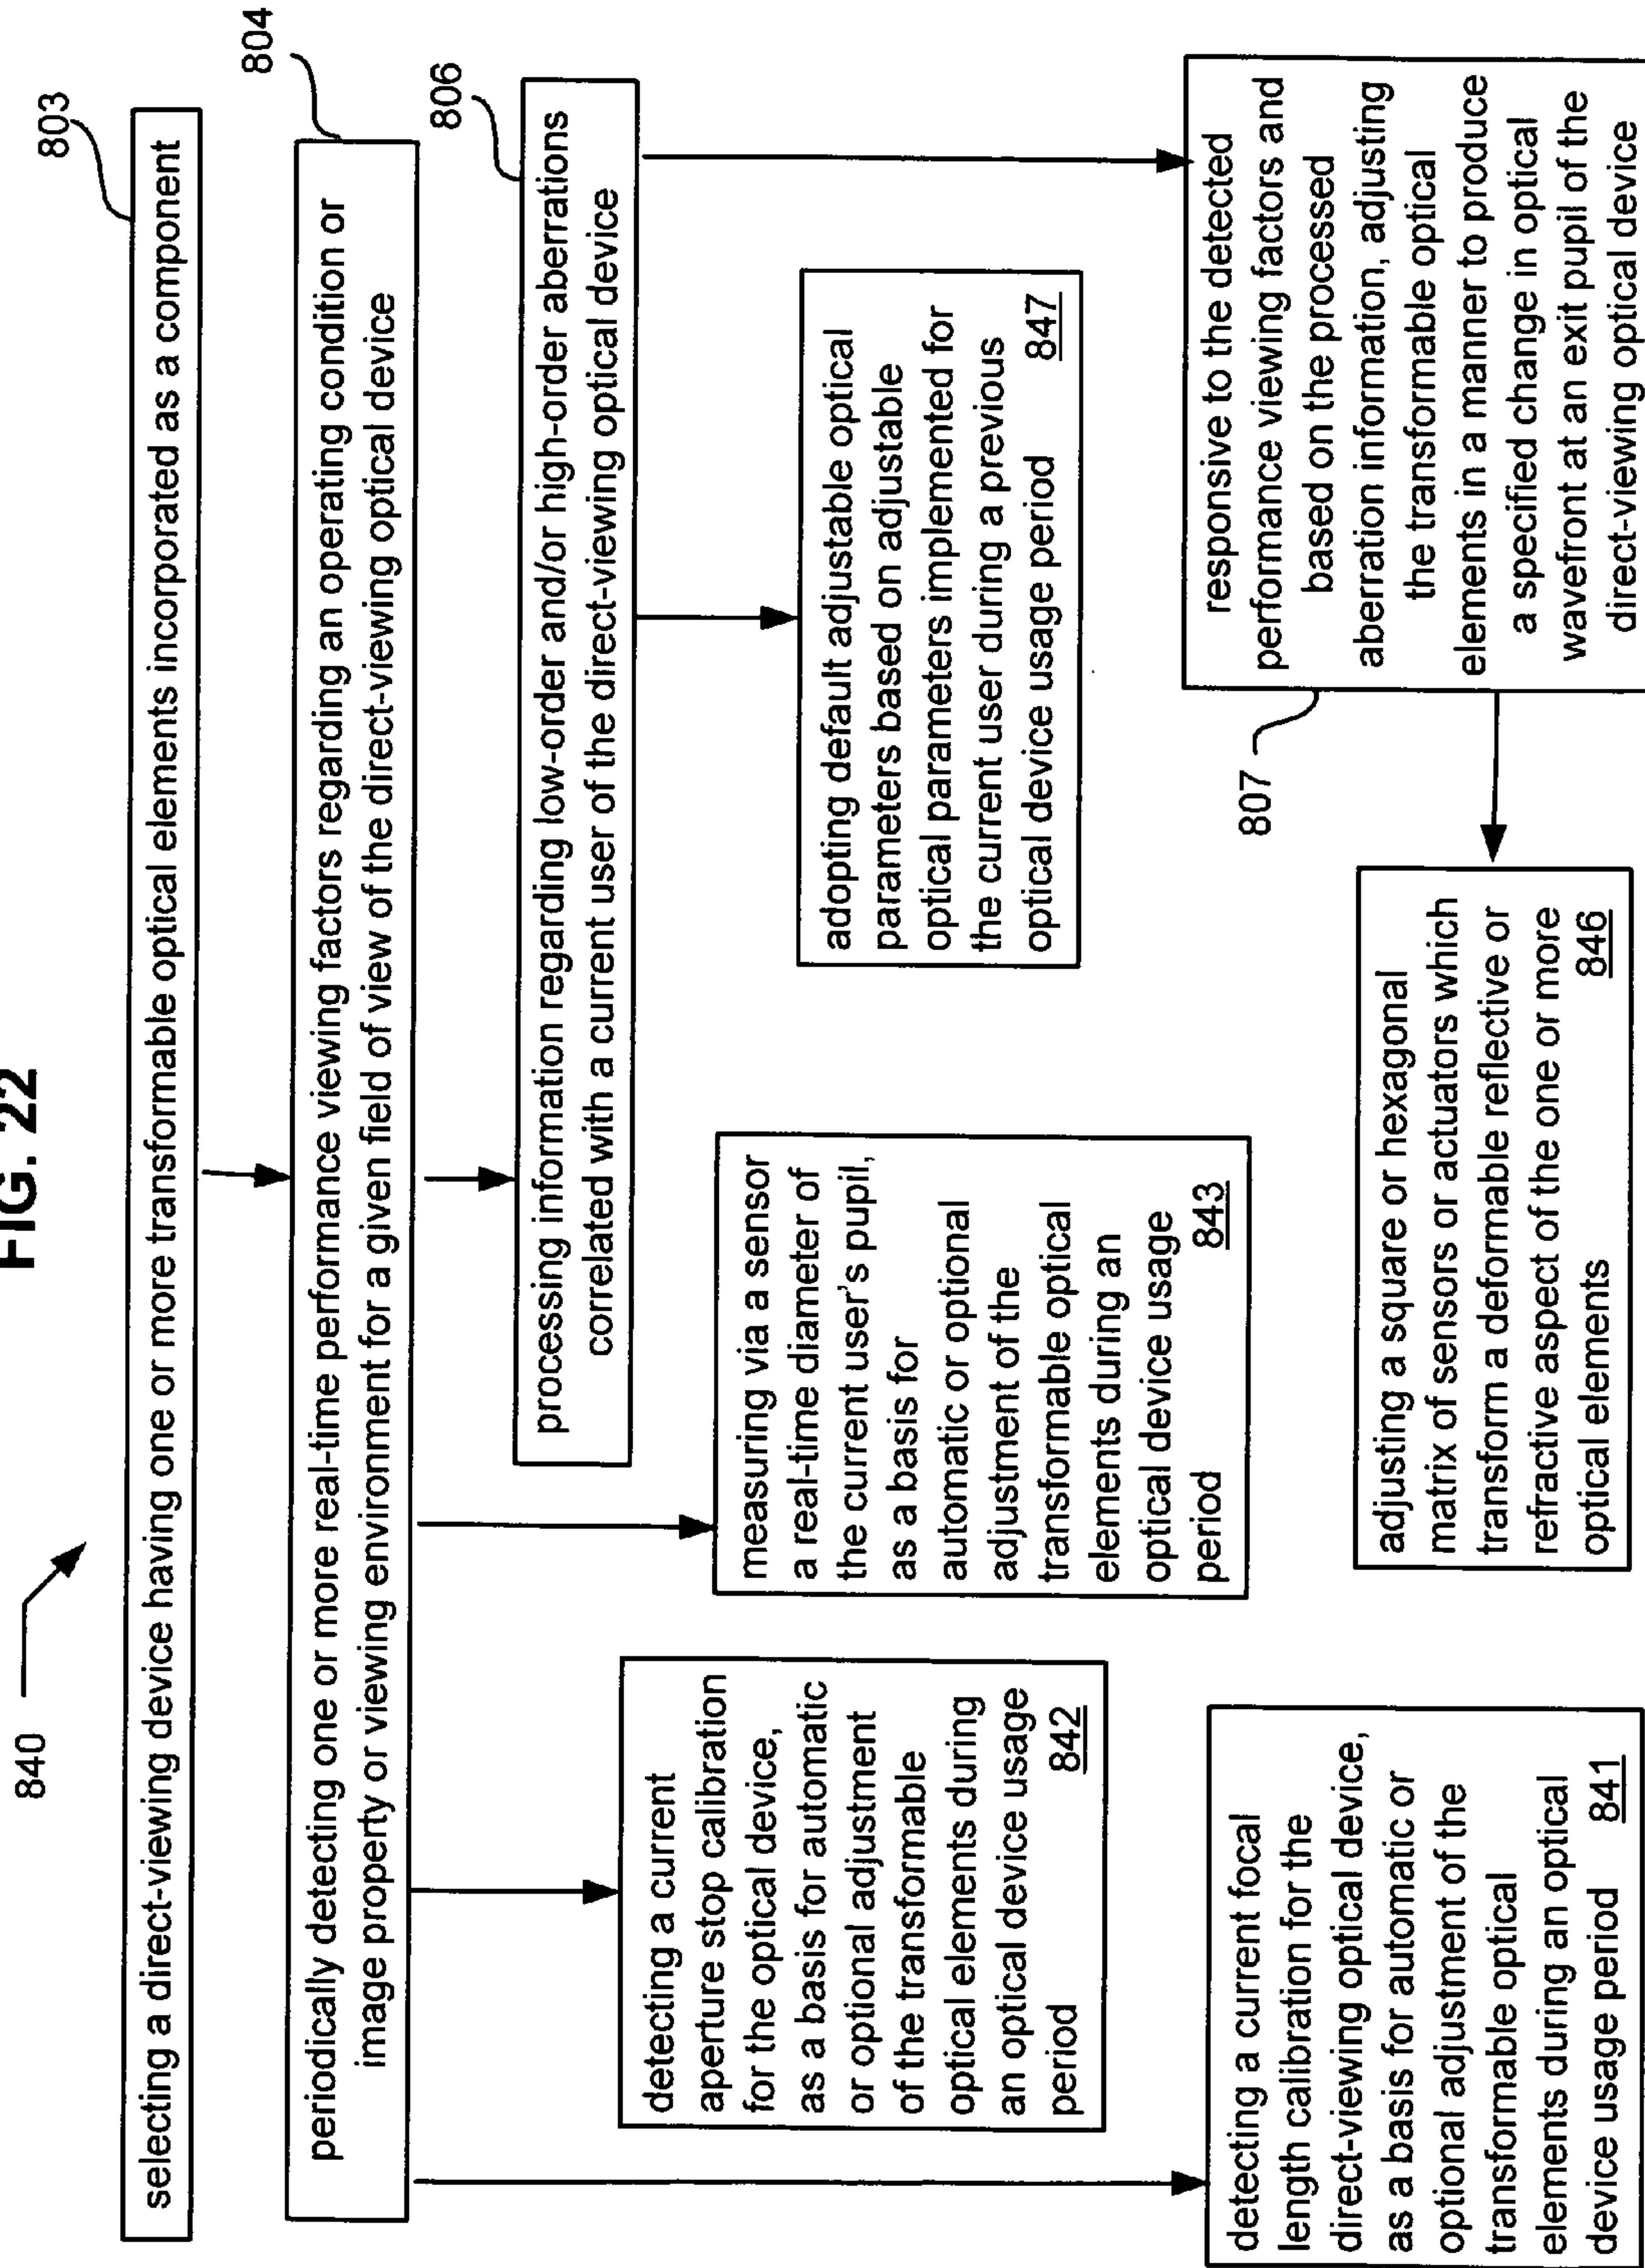 FIG. 22
840
803
selecting a direct-viewing device having one or more transformable optical elements incorporated as a component
804
periodically detecting one or more real-time performance viewing factors regarding an operating condition or
image property or viewing environment for a given field of view of the direct-viewing optical device
806
processing information regarding low-order and/or high-order aberrations
correlated with a current user of the direct-viewing optical device
detecting a current
aperture stop calibration
for the optical device,
as a basis for automatic
or optional adjustment
of the transformable
optical elements during
an optical device usage
period 842
measuring via a sensor
a real-time diameter of
the current user's pupil,
as a basis for
automatic or optional
adjustment of the
transformable optical
elements during an
optical device usage
period 843
adopting default adjustable optical
parameters based on adjustable
optical parameters implemented for
the current user during a previous
optical device usage period 847
detecting a current focal
length calibration for the
direct-viewing optical device,
as a basis for automatic or
optional adjustment of the
transformable optical
elements during an optical
device usage period 841
adjusting a square or hexagonal
matrix of sensors or actuators which
transform a deformable reflective or
refractive aspect of the one or more
optical elements 846
807
responsive to the detected
performance viewing factors and
based on the processed
aberration information, adjusting
the transformable optical
elements in a manner to produce
a specified change in optical
wavefront at an exit pupil of the
direct-viewing optical device